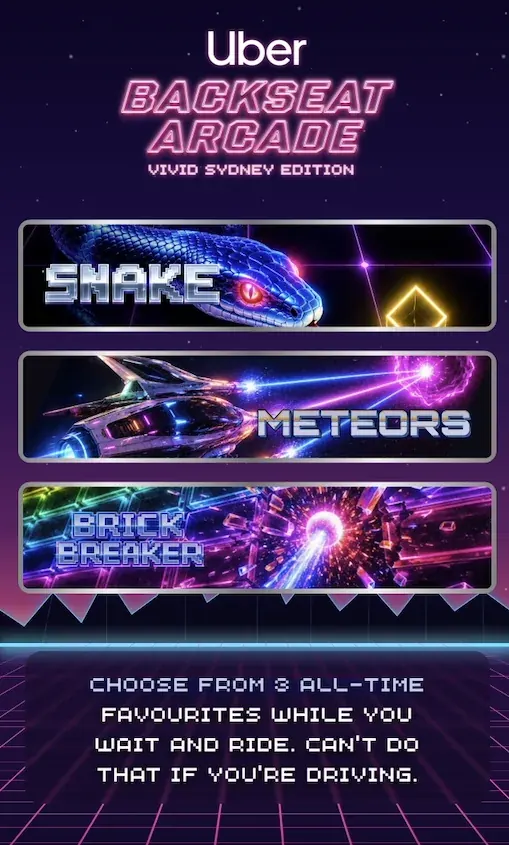 Uber
BACKSEAT
ARCADE
VIVID SYDNEY EDITION
SNAKE
METEORS
BRICK
BREAKER
CHOOSE FROM 3 ALL-TIME
FAVOURITES WHILE YOU
WAIT AND RIDE. CAN'T DO
THAT IF YOU'RE DRIVING.